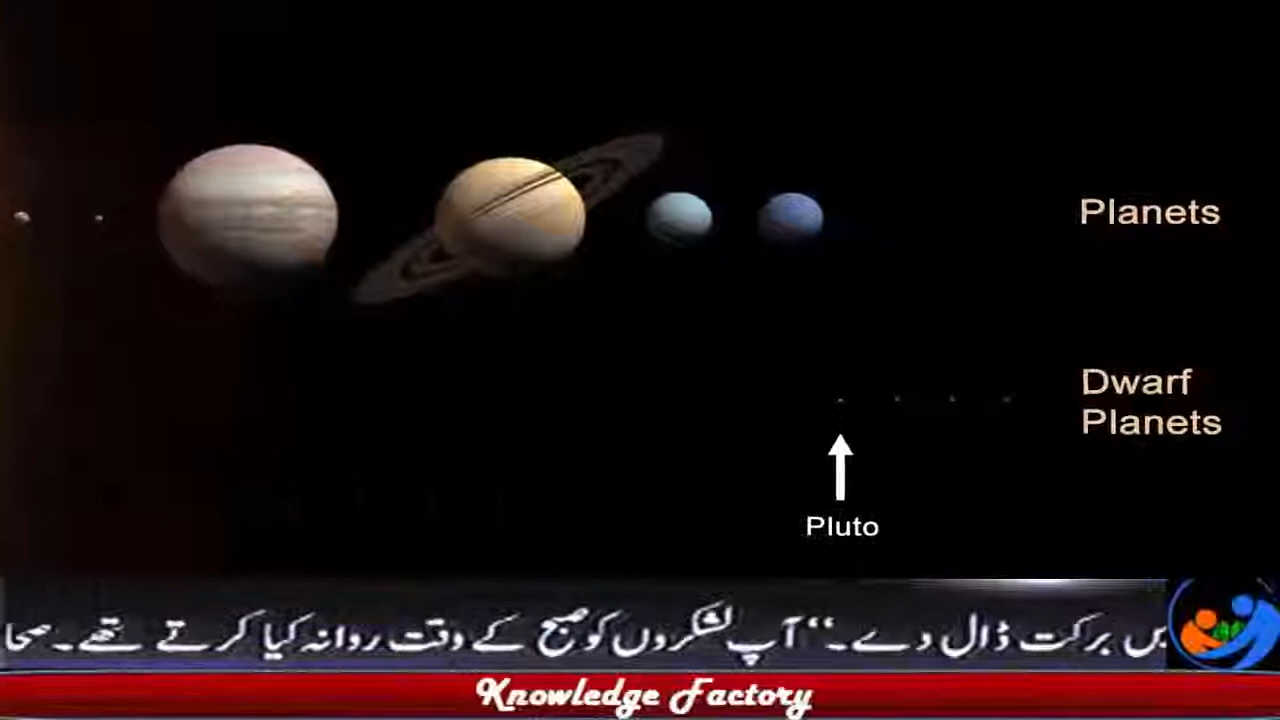 Planets
Dwarf
Planets
Pluto
برکت ڈال دے۔‘‘ آپ لشکروں کو صبح کے وقت روانہ کیا کرتے تھے۔
Knowledge Factory